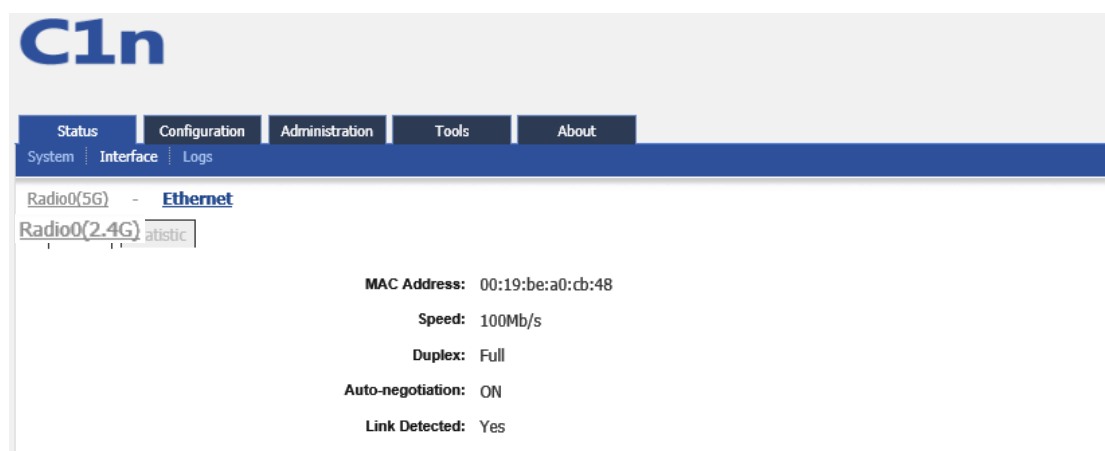 C1n
Status Configuration Administration Tools About
System Interface Logs
Radio0(5G) - Ethernet
Radio0(2.4G)
MAC Address: 00:19:be:a0:cb:48
Speed: 100Mb/s
Duplex: Full
Auto-negotiation: ON
Link Detected: Yes